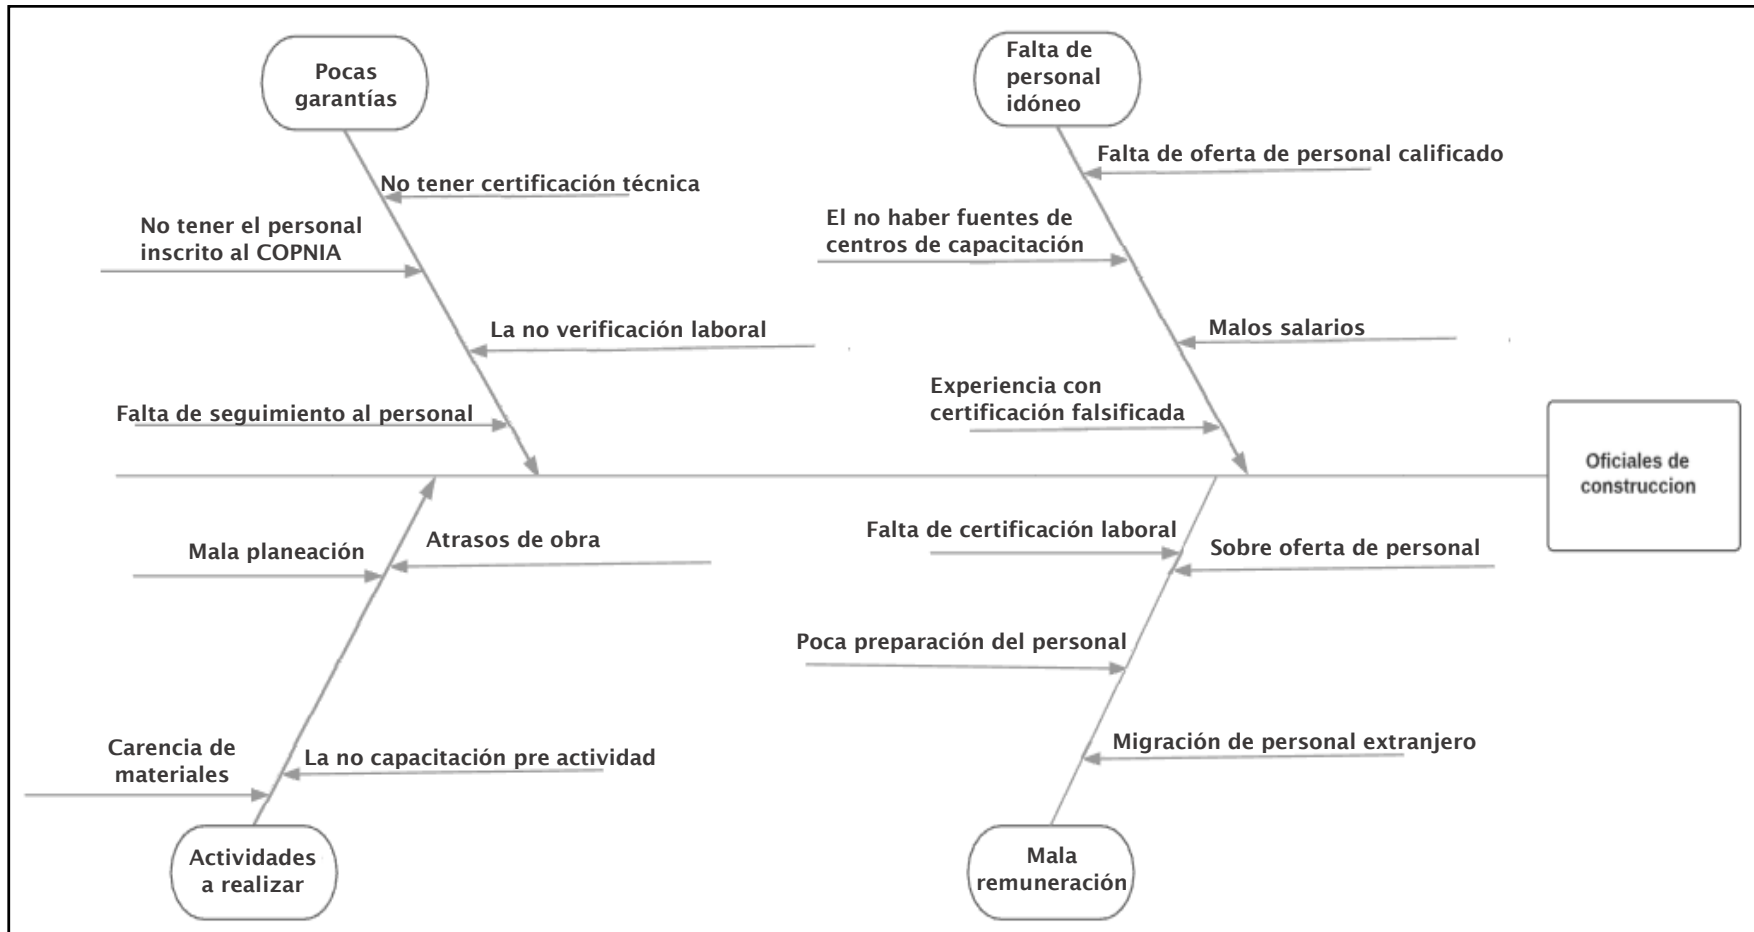 Pocas
garantías
Falta de
personal
idóneo
No tener certificación técnica
No tener el personal
inscrito al COPNIA
La no verificación laboral
Falta de seguimiento al personal
Falta de oferta de personal calificado
El no haber fuentes de
centros de capacitación
Malos salarios
Experiencia con
certificación falsificada
Oficiales de
construccion
Mala planeación
Atrasos de obra
Carencia de
materiales
La no capacitación pre actividad
Actividades
a realizar
Falta de certificación laboral
Sobre oferta de personal
Poca preparación del personal
Migración de personal extranjero
Mala
remuneración